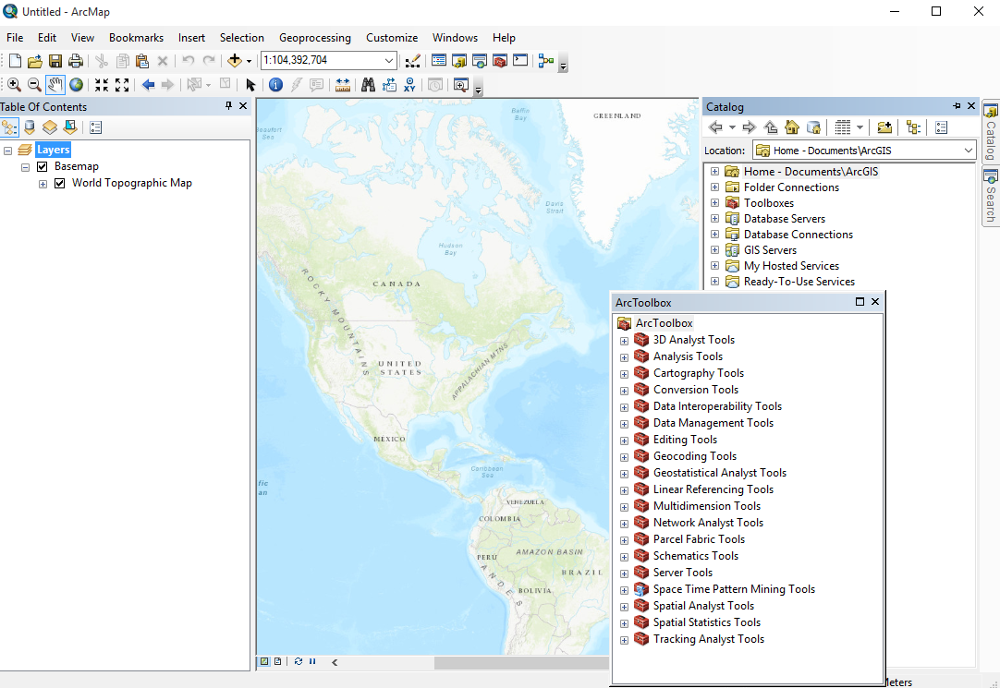 Untitled - ArcMap
File Edit View Bookmarks Insert Selection Geoprocessing Customize Windows Help
1:104,392,704
XY
Table Of Contents
Layers
Basemap
World Topographic Map
Beaufort
Sea
Baffin
Bay
GREENLAND
Davis
Strait
Hudson
Bay
CANADA
ROCKY MOUNTAINS
UNITED
STATES
APPALACHIAN MTNS
MEXICO
Caribbean
Sea
fic
an
VENEZUELA
COLOMBIA
AMAZON BASIN
PERU
BRAZIL
ANDES
BOLIVIA
Catalog
Location: Home - Documents\ArcGIS
Home - Documents\ArcGIS
Folder Connections
Toolboxes
Database Servers
Database Connections
GIS Servers
My Hosted Services
Ready-To-Use Services
Catalog
Search
ArcToolbox
ArcToolbox
3D Analyst Tools
Analysis Tools
Cartography Tools
Conversion Tools
Data Interoperability Tools
Data Management Tools
Editing Tools
Geocoding Tools
Geostatistical Analyst Tools
Linear Referencing Tools
Multidimension Tools
Network Analyst Tools
Parcel Fabric Tools
Schematics Tools
Server Tools
Space Time Pattern Mining Tools
Spatial Analyst Tools
Spatial Statistics Tools
Tracking Analyst Tools
Meters